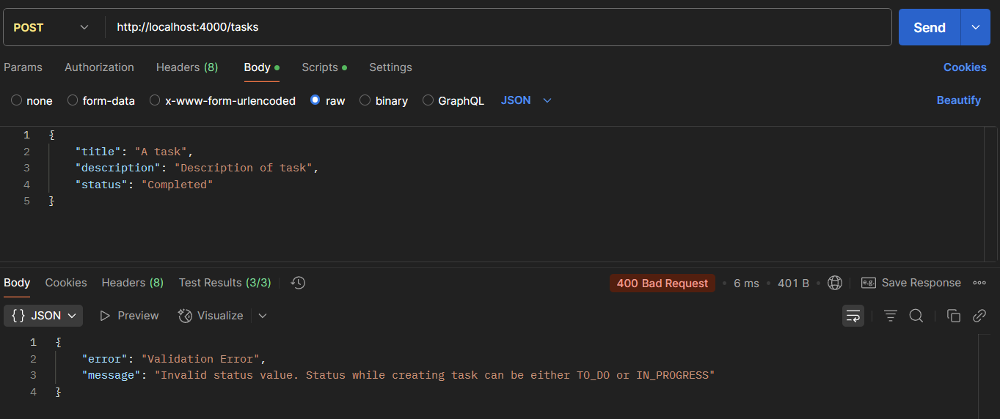 POST http://localhost:4000/tasks Send
Params Authorization Headers (8) Body Scripts Settings Cookies
none form-data x-www-form-urlencoded raw binary GraphQL JSON Beautify
1 {
2 "title": "A task",
3 "description": "Description of task",
4 "status": "Completed"
5 }
Body Cookies Headers (8) Test Results (3/3) 400 Bad Request 6 ms 401 B e.g. Save Response
{} JSON Preview Visualize
1 {
2 "error": "Validation Error",
3 "message": "Invalid status value. Status while creating task can be either TO_DO or IN_PROGRESS"
4 }